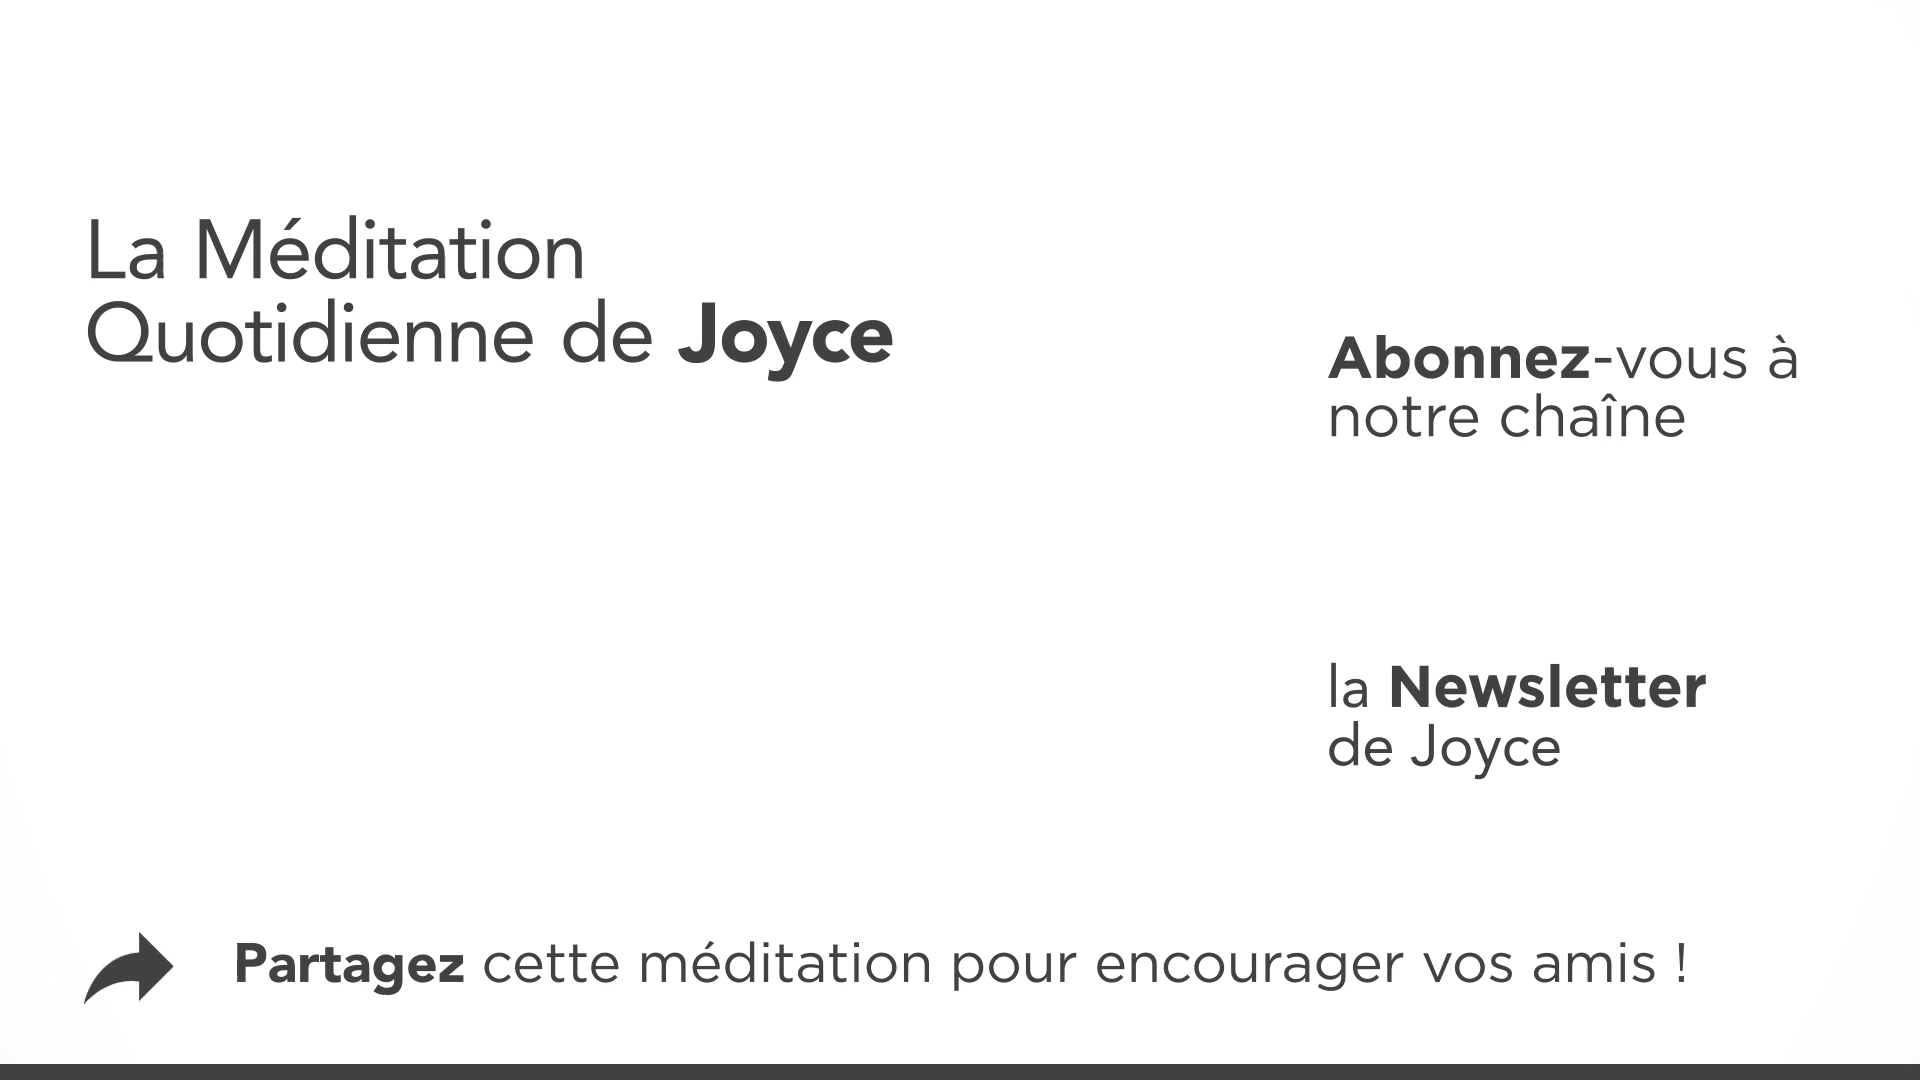 La Méditation
Quotidienne de Joyce
Abonnez-vous à
notre chaîne
la Newsletter
de Joyce
Partagez cette méditation pour encourager vos amis !